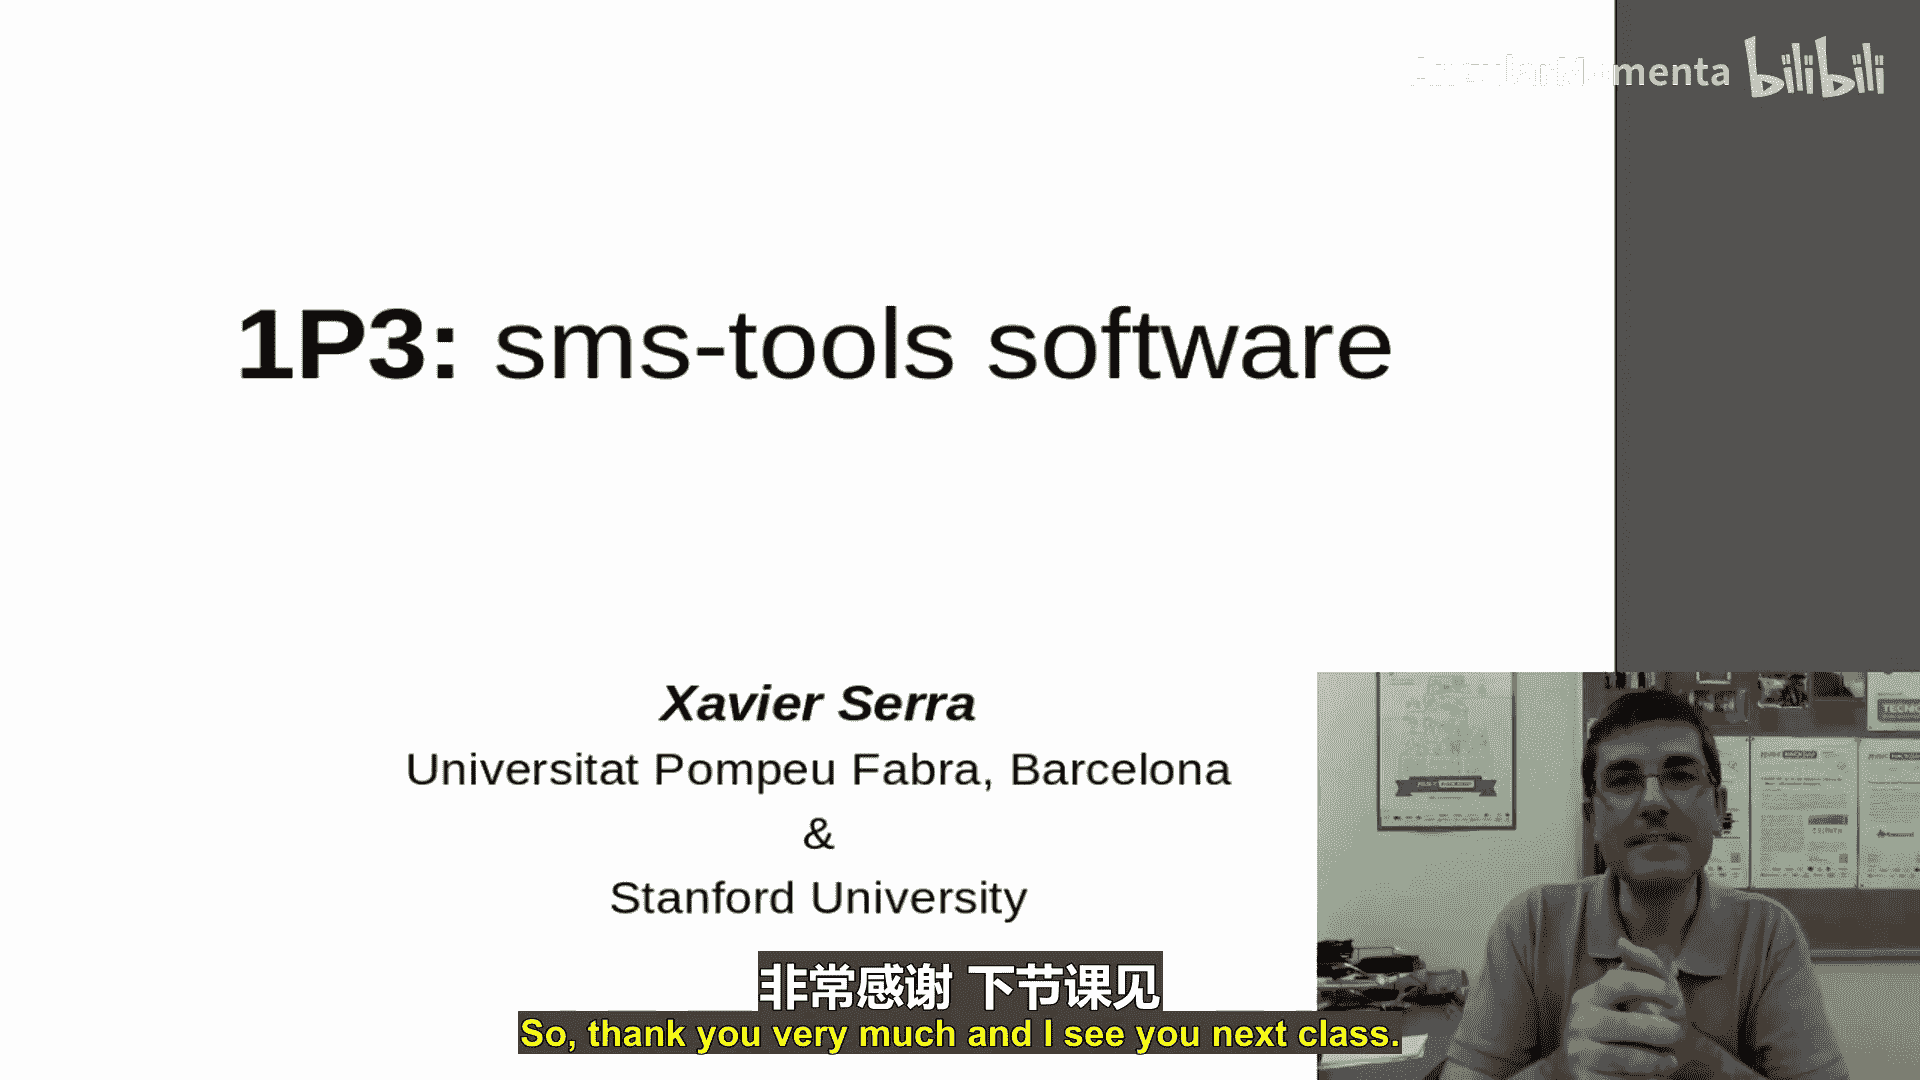 menta bilibili
1P3: sms-tools software
Xavier Serra
Universitat Pompeu Fabra, Barcelona
&
Stanford University
TECNIO
非常感谢 下节课见
So, thank you very much and I see you next class.